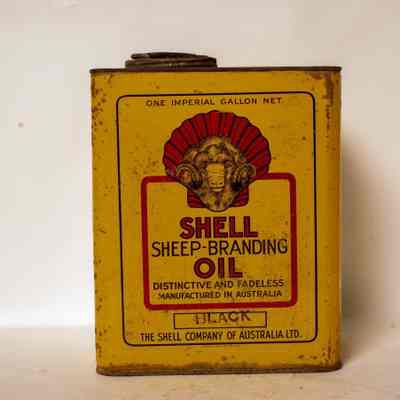 ONE IMPERIAL GALLON NET.
SHELL
SHEEP-BRANDING
OIL
DISTINCTIVE AND FADELESS
MANUFACTURED IN AUSTRALIA
BLACK
THE SHELL COMPANY OF AUSTRALIA LTD.